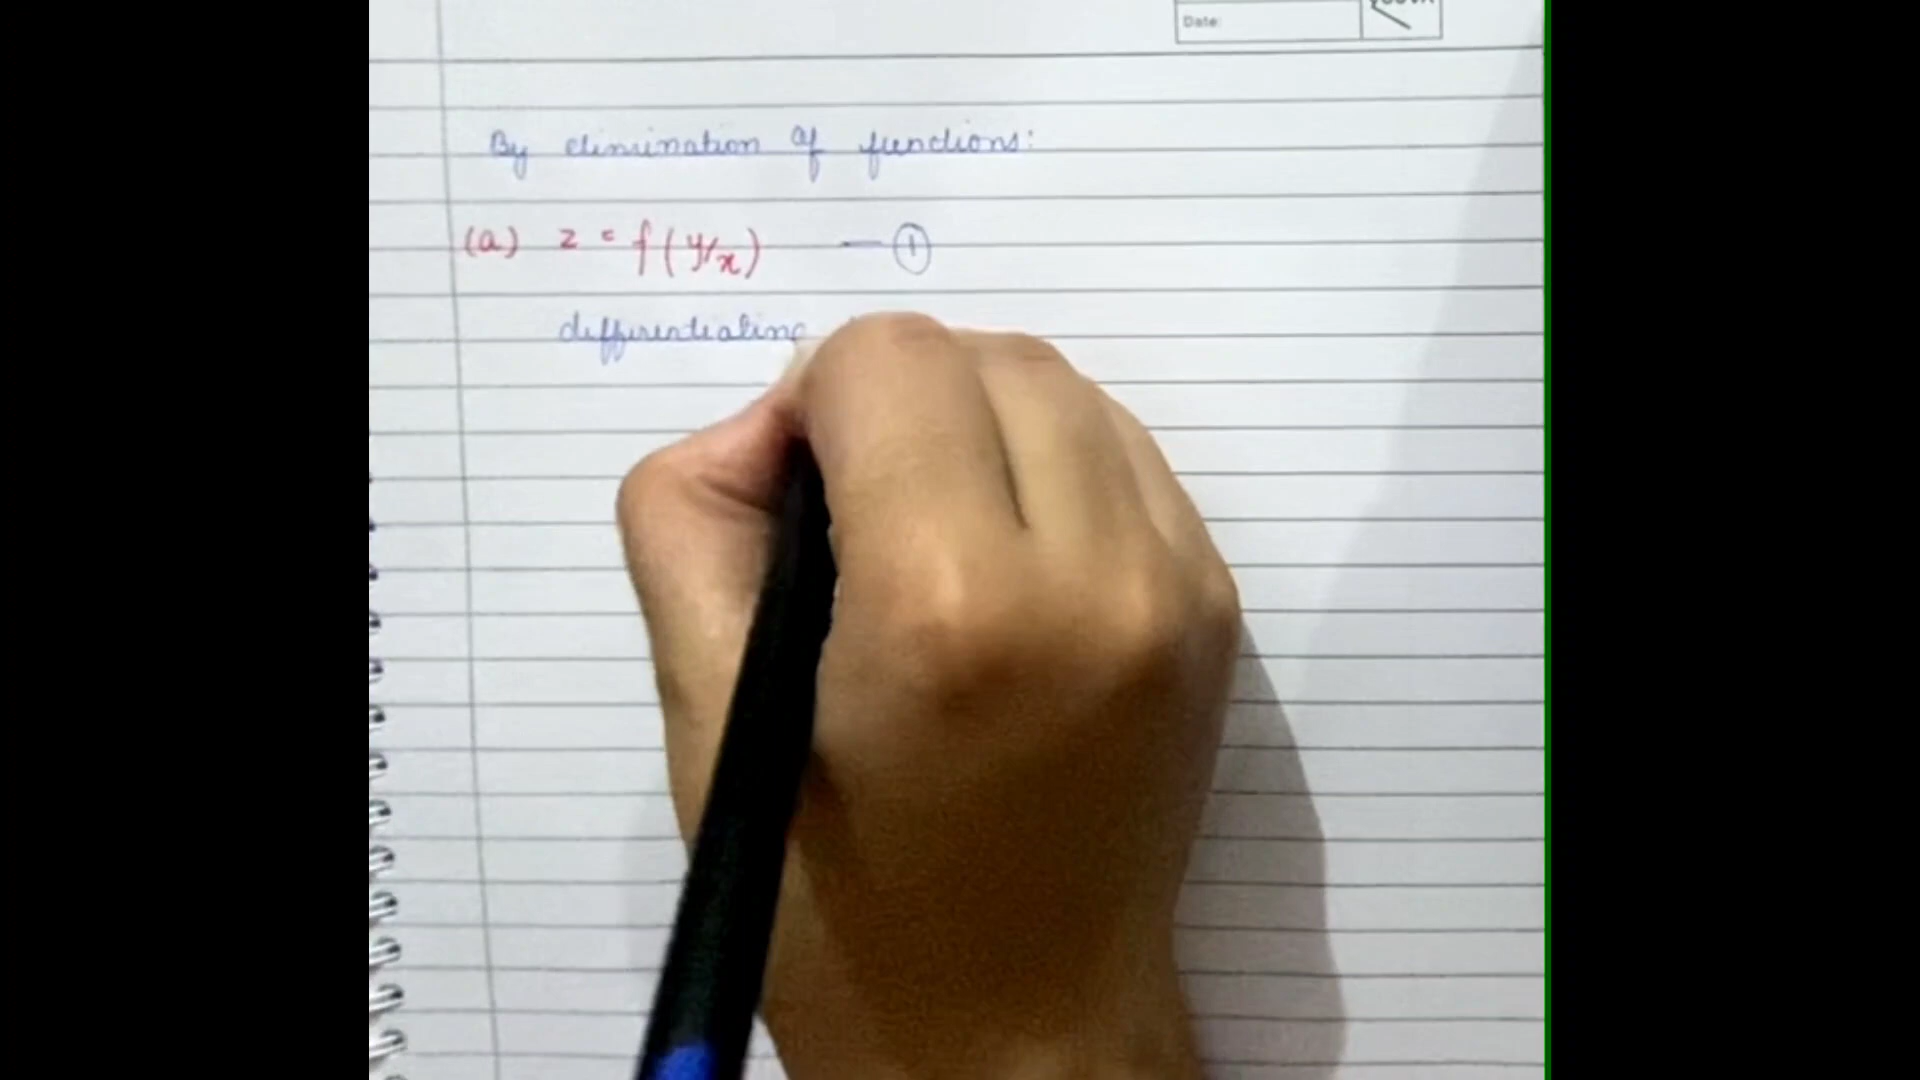 Date:
By elimination of functions:
(a) z = f(y/x) — ①
differentiating